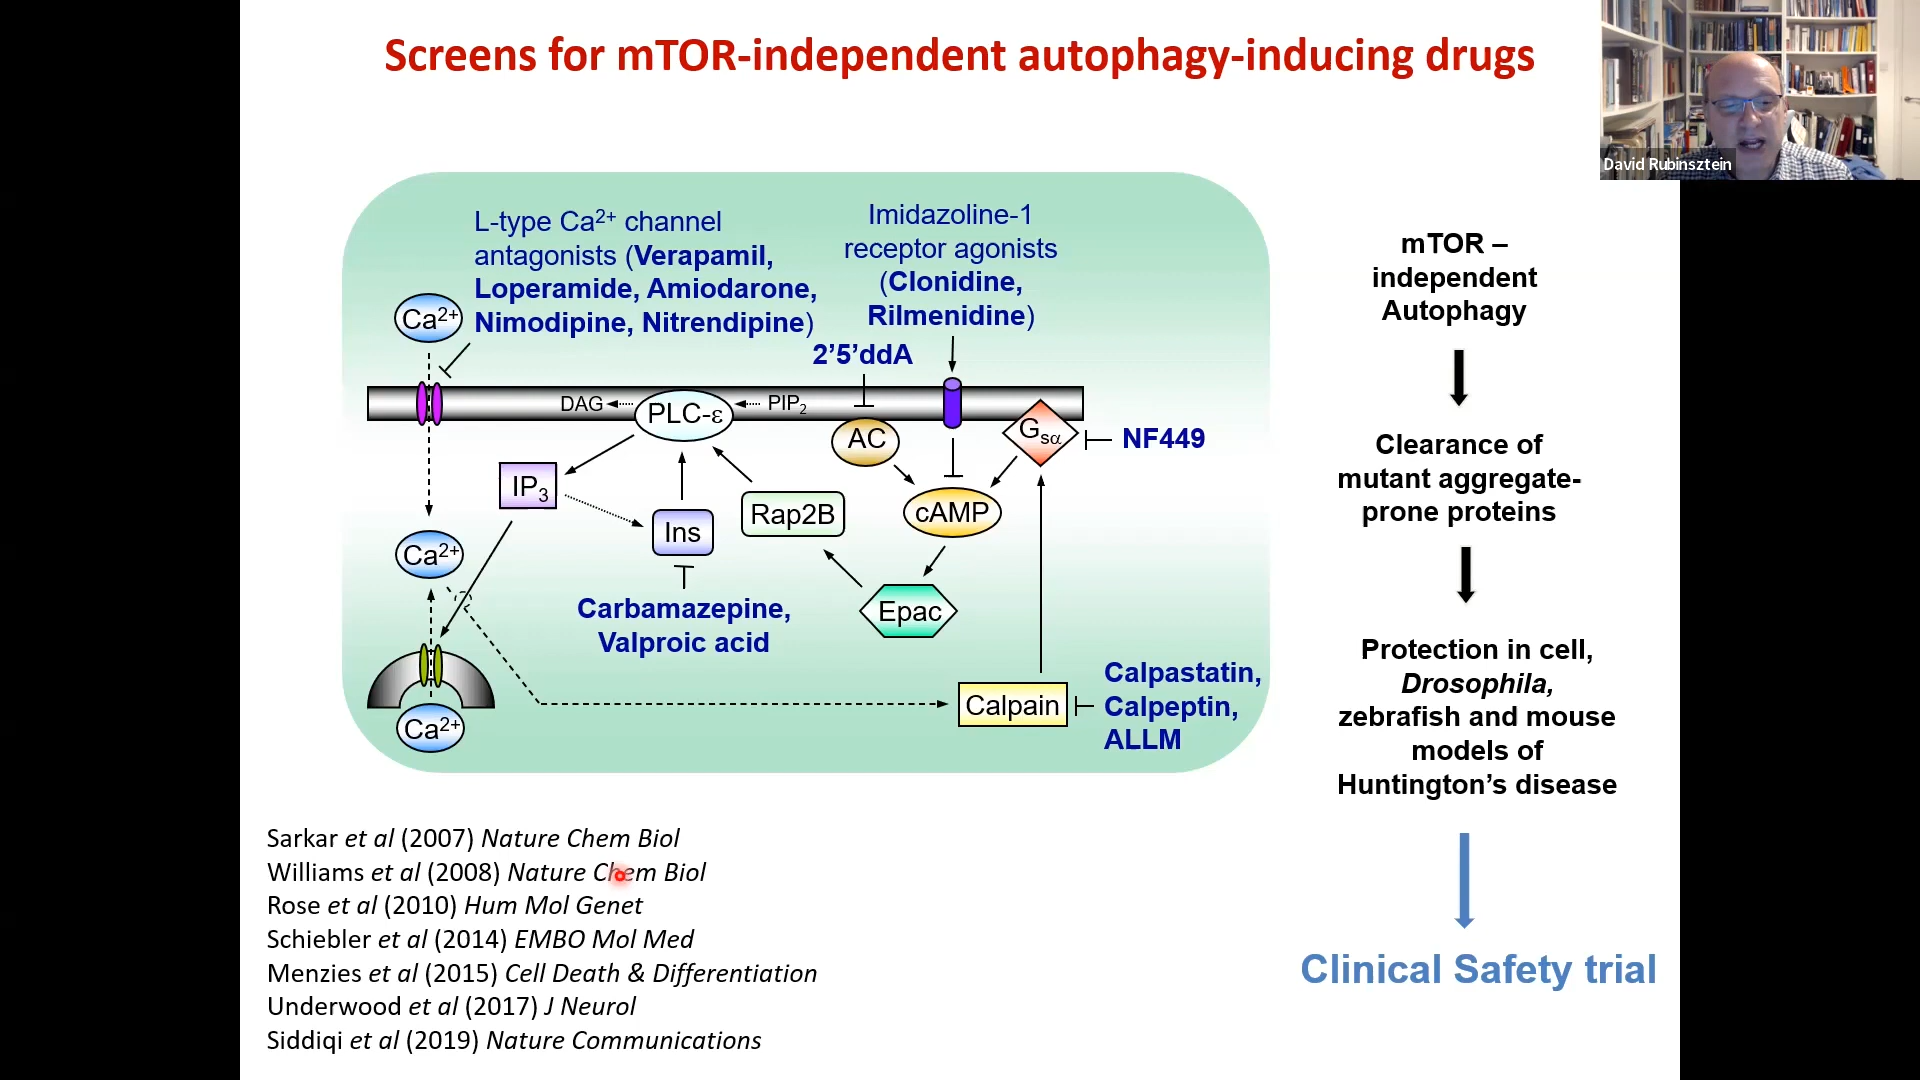 Screens for mTOR-independent autophagy-inducing drugs
David Rubinsztein
L-type Ca²⁺ channel
antagonists (Verapamil,
Loperamide, Amiodarone,
Nimodipine, Nitrendipine)
Imidazoline-1
receptor agonists
(Clonidine,
Rilmenidine)
2’5’ddA
Ca²⁺
DAG
PLC-ε
PIP₂
AC
Gsα
NF449
IP₃
Ins
Rap2B
cAMP
Ca²⁺
Carbamazepine,
Valproic acid
Epac
Ca²⁺
Calpain
Calpastatin,
Calpeptin,
ALLM
mTOR –
independent
Autophagy
Clearance of
mutant aggregate-
prone proteins
Protection in cell,
Drosophila,
zebrafish and mouse
models of
Huntington’s disease
Clinical Safety trial
Sarkar et al (2007) Nature Chem Biol
Williams et al (2008) Nature Chem Biol
Rose et al (2010) Hum Mol Genet
Schiebler et al (2014) EMBO Mol Med
Menzies et al (2015) Cell Death & Differentiation
Underwood et al (2017) J Neurol
Siddiqi et al (2019) Nature Communications